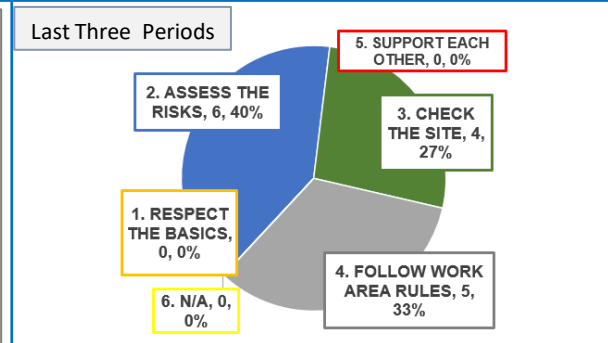 Last Three Periods
5. SUPPORT EACH
OTHER, 0, 0%
2. ASSESS THE
RISKS, 6, 40%
3. CHECK
THE SITE, 4,
27%
1. RESPECT
THE BASICS,
0, 0%
4. FOLLOW WORK
AREA RULES, 5,
33%
6. N/A, 0,
0%